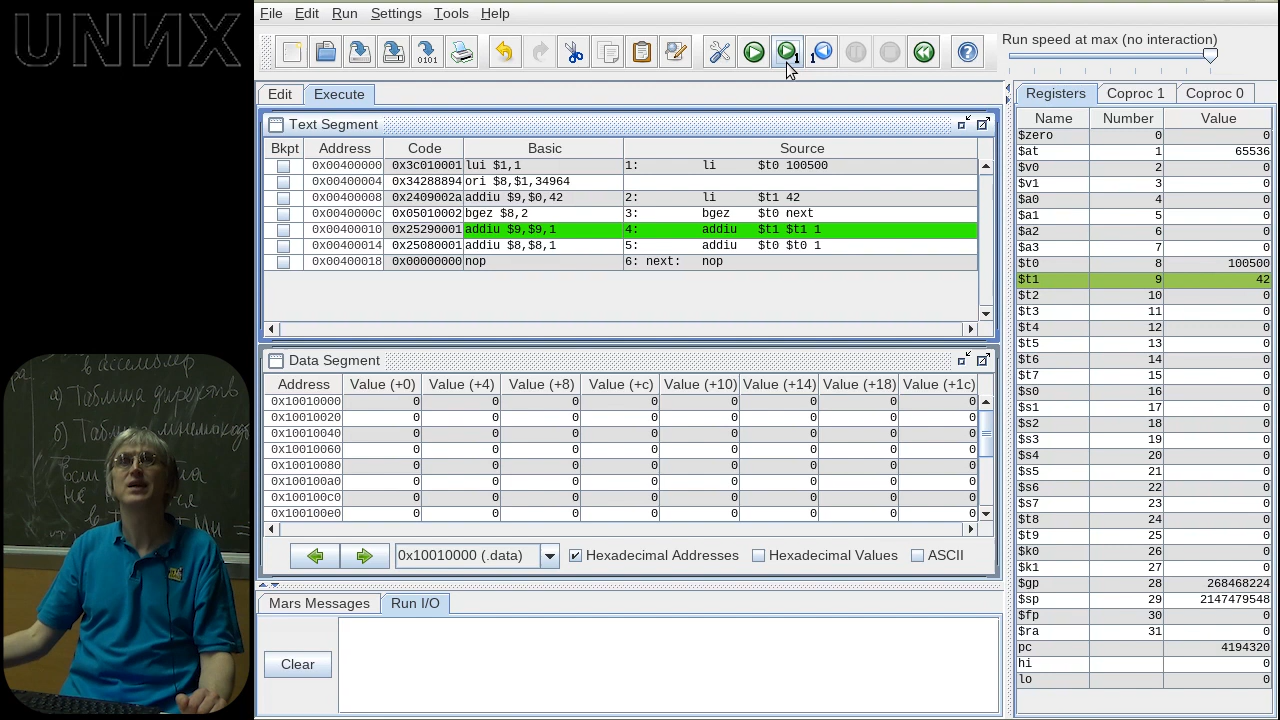 UNИX
File Edit Run Settings Tools Help
Run speed at max (no interaction)
Edit Execute
Text Segment
Bkpt Address Code Basic Source
0x00400000 0x3c010001 lui $1,1 1: li $t0 100500
0x00400004 0x34288894 ori $8,$1,34964
0x00400008 0x2409002a addiu $9,$0,42 2: li $t1 42
0x0040000c 0x05010002 bgez $8,2 3: bgez $t0 next
0x00400010 0x25290001 addiu $9,$9,1 4: addiu $t1 $t1 1
0x00400014 0x25080001 addiu $8,$8,1 5: addiu $t0 $t0 1
0x00400018 0x00000000 nop 6: next: nop
Data Segment
Address Value (+0) Value (+4) Value (+8) Value (+c) Value (+10) Value (+14) Value (+18) Value (+1c)
0x10010000 0 0 0 0 0 0 0 0
0x10010020 0 0 0 0 0 0 0 0
0x10010040 0 0 0 0 0 0 0 0
0x10010060 0 0 0 0 0 0 0 0
0x10010080 0 0 0 0 0 0 0 0
0x100100a0 0 0 0 0 0 0 0 0
0x100100c0 0 0 0 0 0 0 0 0
0x100100e0 0 0 0 0 0 0 0 0
0x10010000 (.data) Hexadecimal Addresses Hexadecimal Values ASCII
Mars Messages Run I/O
Clear
Registers Coproc 1 Coproc 0
Name Number Value
$zero 0 0
$at 1 65536
$v0 2 0
$v1 3 0
$a0 4 0
$a1 5 0
$a2 6 0
$a3 7 0
$t0 8 100500
$t1 9 42
$t2 10 0
$t3 11 0
$t4 12 0
$t5 13 0
$t6 14 0
$t7 15 0
$s0 16 0
$s1 17 0
$s2 18 0
$s3 19 0
$s4 20 0
$s5 21 0
$s6 22 0
$s7 23 0
$t8 24 0
$t9 25 0
$k0 26 0
$k1 27 0
$gp 28 268468224
$sp 29 2147479548
$fp 30 0
$ra 31 0
pc 4194320
hi 0
lo 0
в ассемблер
а) Таблица директив
б) Таблица